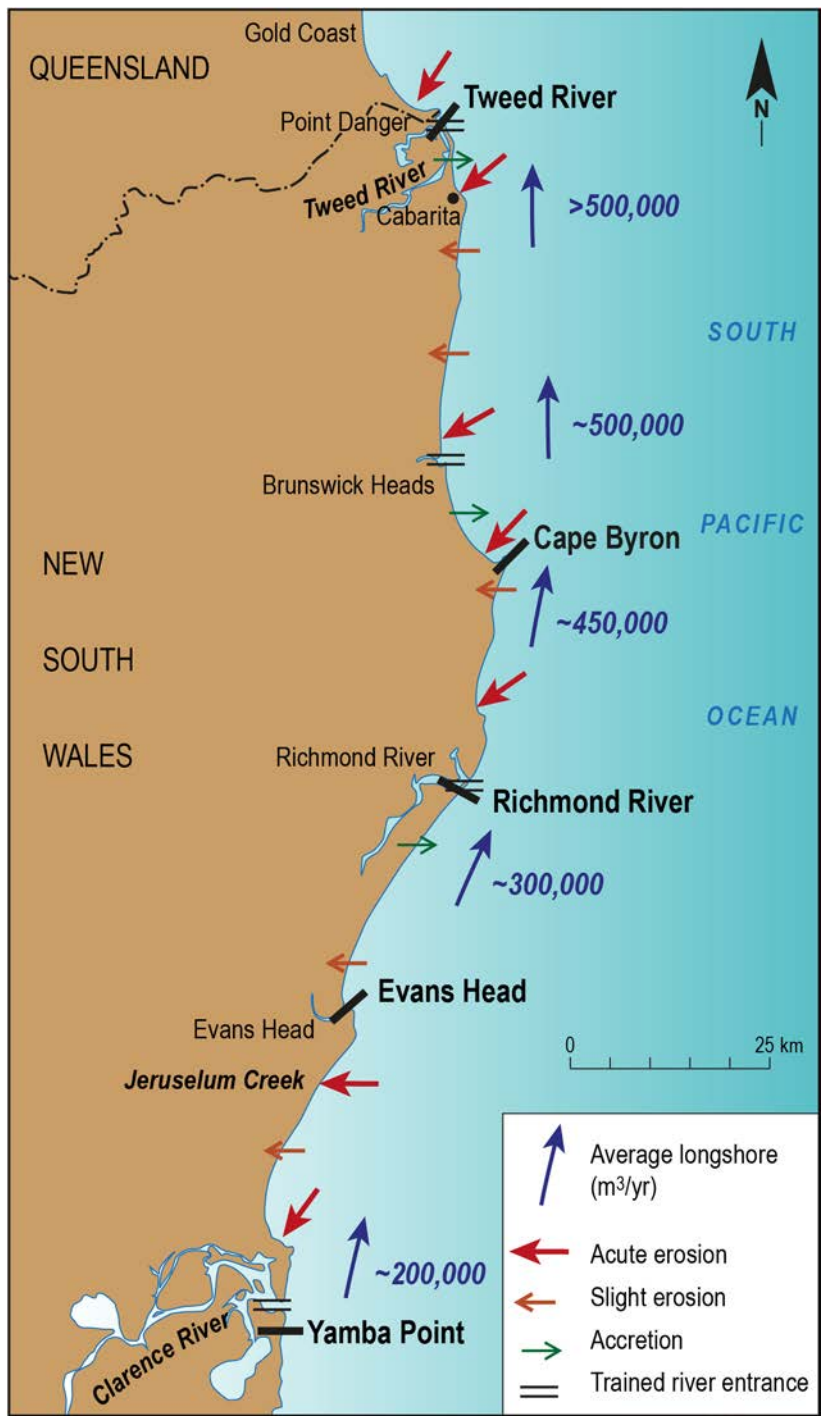 Gold Coast
QUEENSLAND
Tweed River
Point Danger
N
Tweed River
Cabarita
>500,000
SOUTH
~500,000
Brunswick Heads
PACIFIC
Cape Byron
NEW
~450,000
SOUTH
OCEAN
WALES
Richmond River
Richmond River
~300,000
Evans Head
Evans Head
0 25 km
Jeruselum Creek
Average longshore
(m³/yr)
Acute erosion
Slight erosion
Accretion
Trained river entrance
~200,000
Yamba Point
Clarence River